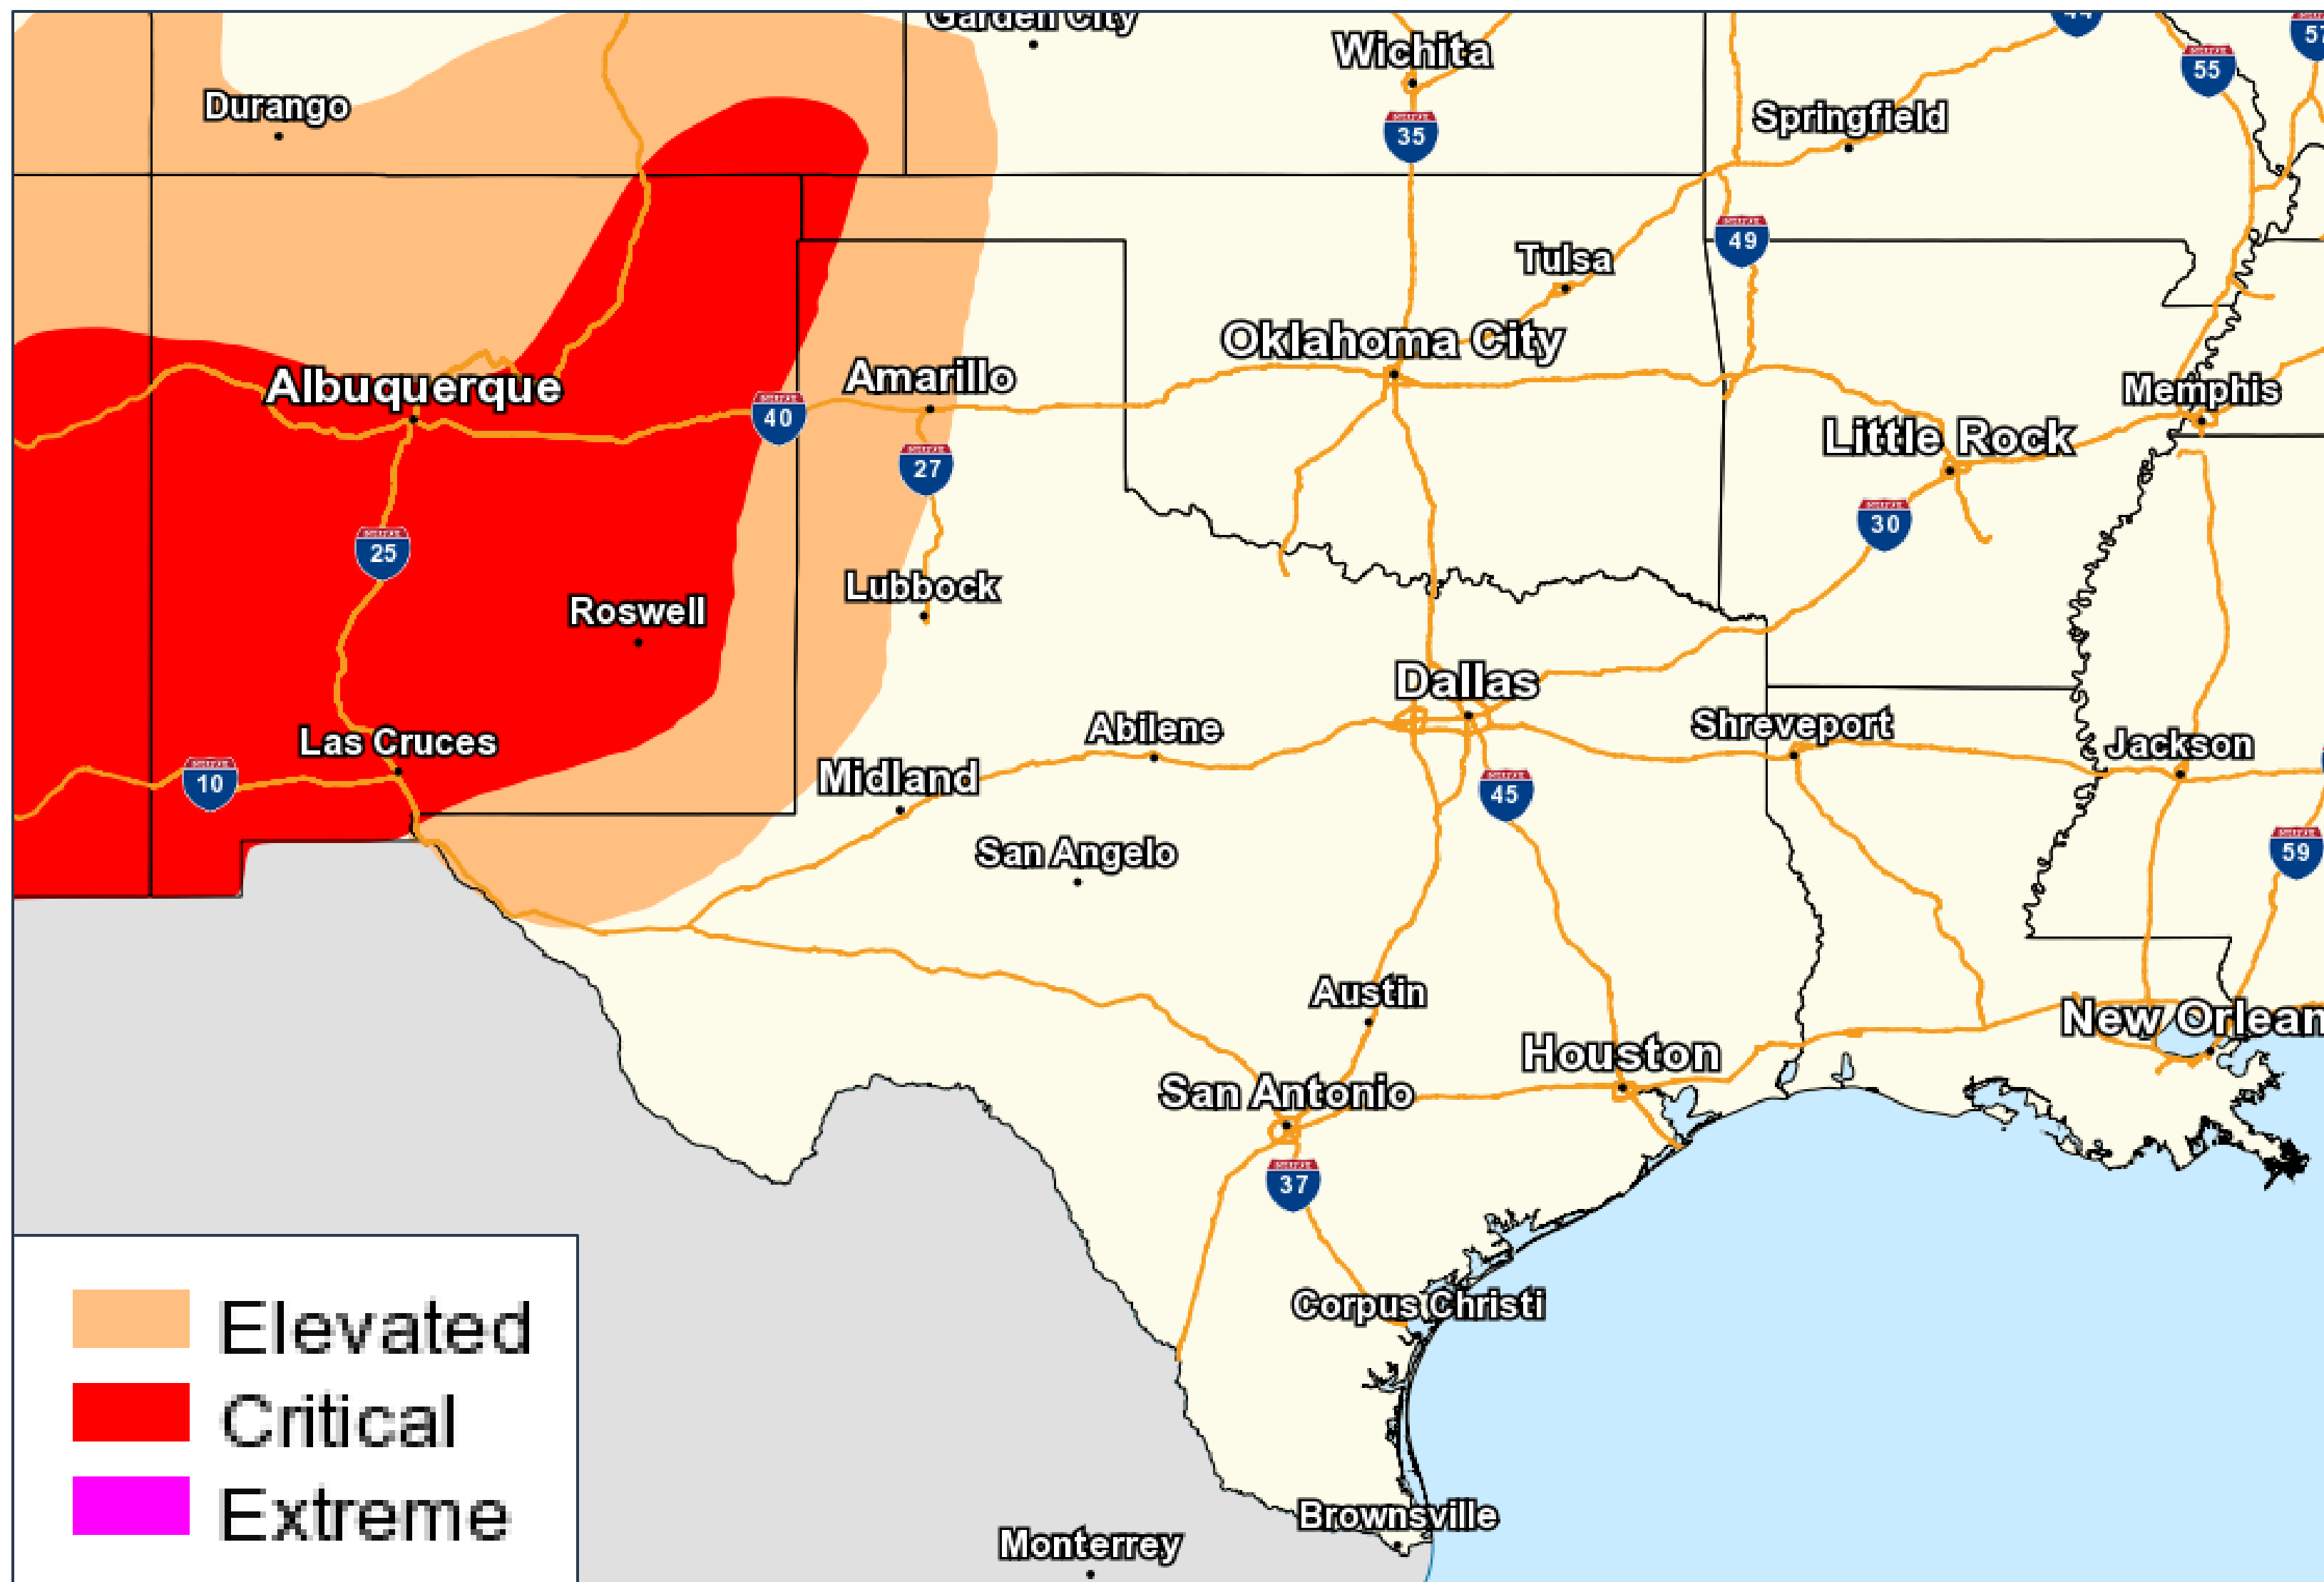 Garden City
Wichita
44
55
57
Durango
35
Springfield
49
Tulsa
Oklahoma City
Albuquerque
Amarillo
Memphis
40
Little Rock
27
30
25
Roswell
Lubbock
Dallas
Abilene
Shreveport
Las Cruces
Jackson
10
Midland
45
San Angelo
59
Austin
New Orlean
Houston
San Antonio
37
Corpus Christi
Elevated
Critical
Extreme
Brownsville
Monterrey